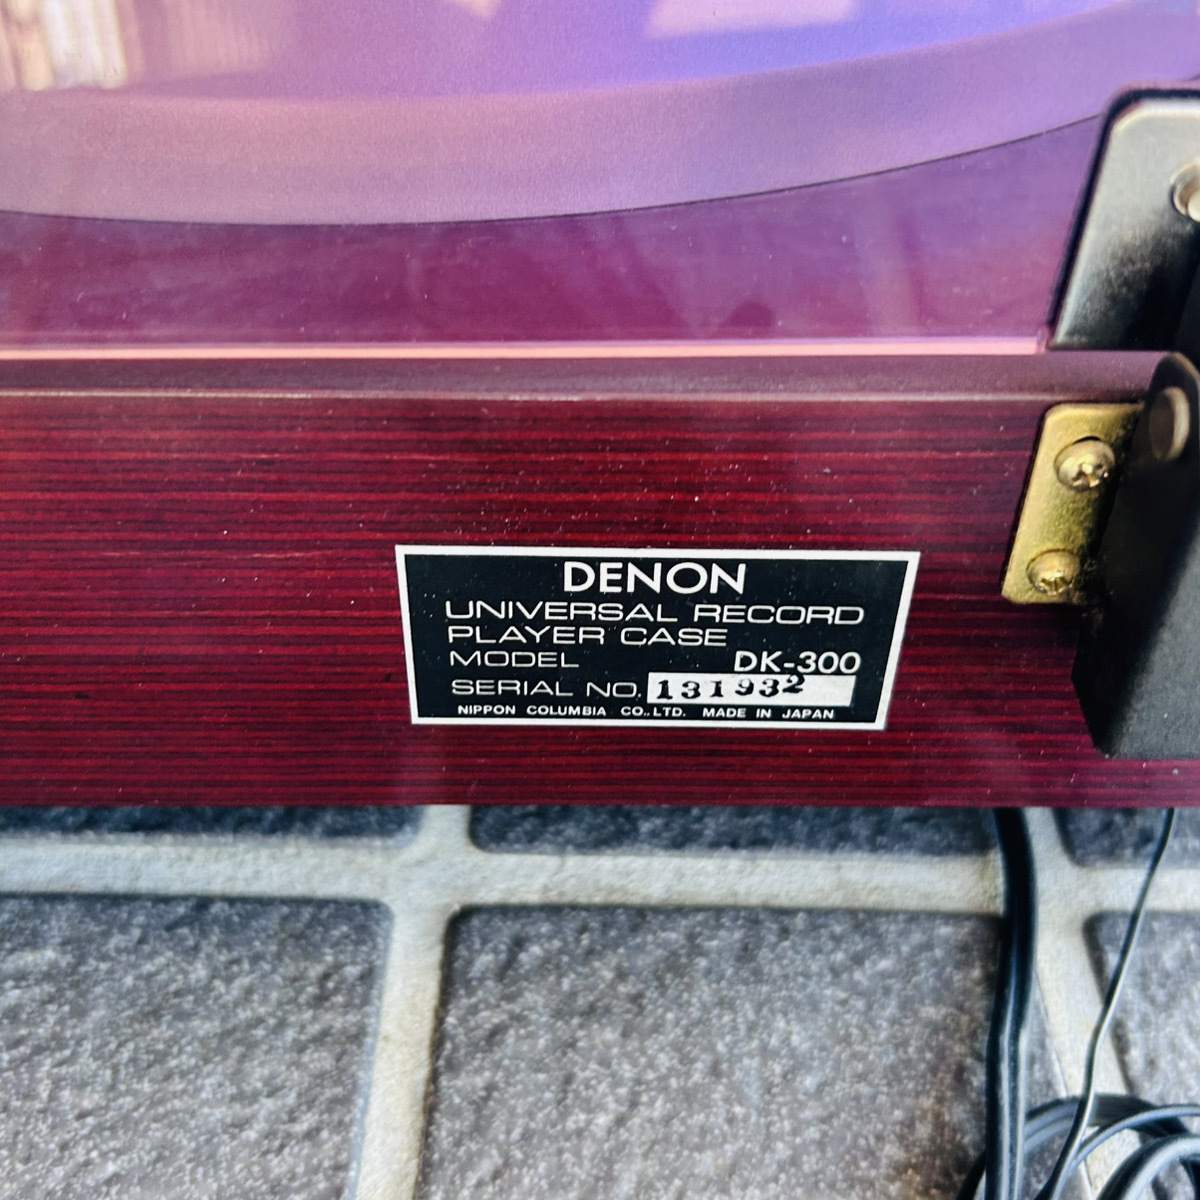 DENON
UNIVERSAL RECORD
PLAYER CASE
MODEL DK-300
SERIAL NO. 131932
NIPPON COLUMBIA CO.,LTD. MADE IN JAPAN